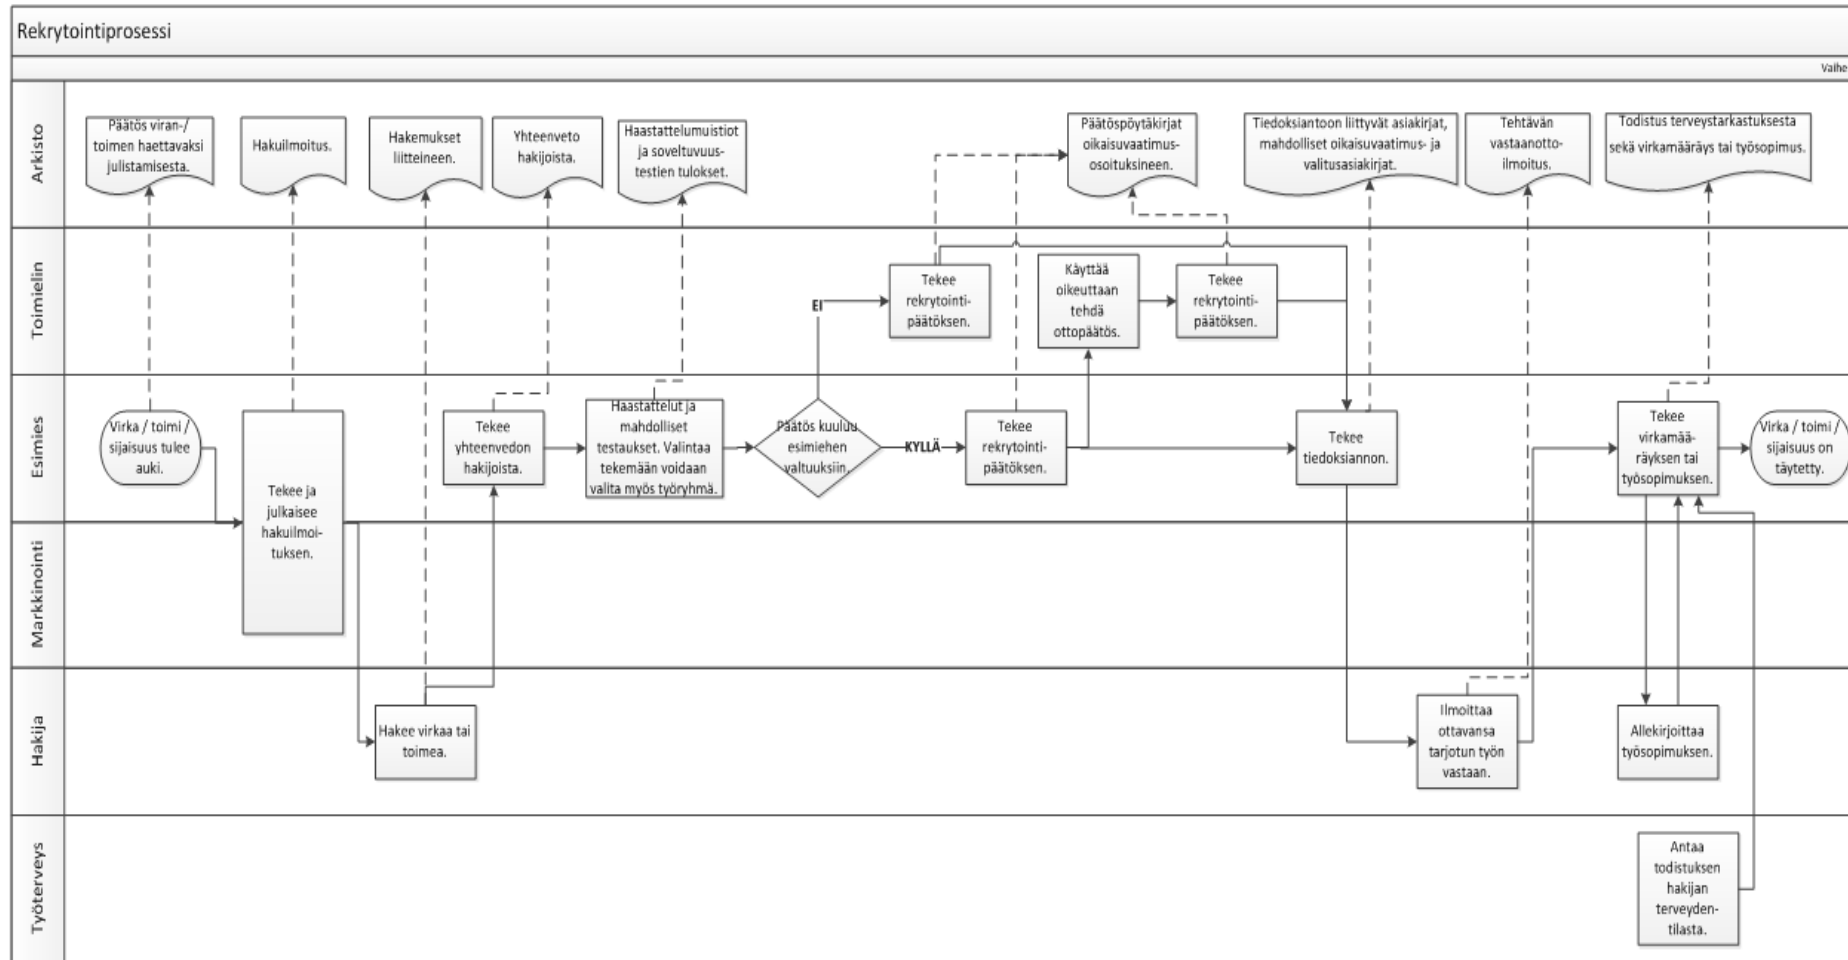 Rekrytointiprosessi
Vaihe
Arkisto
Päätös viran-/
toimen haettavaksi
julistamisesta.
Hakuilmoitus.
Hakemukset
liitteineen.
Yhteenveto
hakijoista.
Haastattelumuistiot
ja soveltuvuus-
testien tulokset.
Päätöspöytäkirjat
oikaisuvaatimus-
osoituksineen.
Tiedoksiantoon liittyvät asiakirjat,
mahdolliset oikaisuvaatimus- ja
valitusasiakirjat.
Tehtävän
vastaanotto-
ilmoitus.
Todistus terveystarkastuksesta
sekä virkamääräys tai työsopimus.
Toimielin
EI
Tekee
rekrytointi-
päätöksen.
Käyttää
oikeuttaan
tehdä
ottopäätös.
Tekee
rekrytointi-
päätöksen.
Esimies
Virka / toimi /
sijaisuus tulee
auki.
Tekee ja
julkaisee
hakuilmoi-
tuksen.
Tekee
yhteenvedon
hakijoista.
Haastattelut ja
mahdolliset
testaukset. Valintaa
tekemään voidaan
valita myös työryhmä.
Päätös kuuluu
esimiehen
valtuuksiin.
KYLLÄ
Tekee
rekrytointi-
päätöksen.
Tekee
tiedoksiannon.
Tekee
virkamää-
räyksen tai
työsopimuksen.
Virka / toimi /
sijaisuus on
täytetty.
Markkinointi
Hakija
Hakee virkaa tai
toimea.
Ilmoittaa
ottavansa
tarjotun työn
vastaan.
Allekirjoittaa
työsopimuksen.
Työterveys
Antaa
todistuksen
hakijan
terveyden-
tilasta.